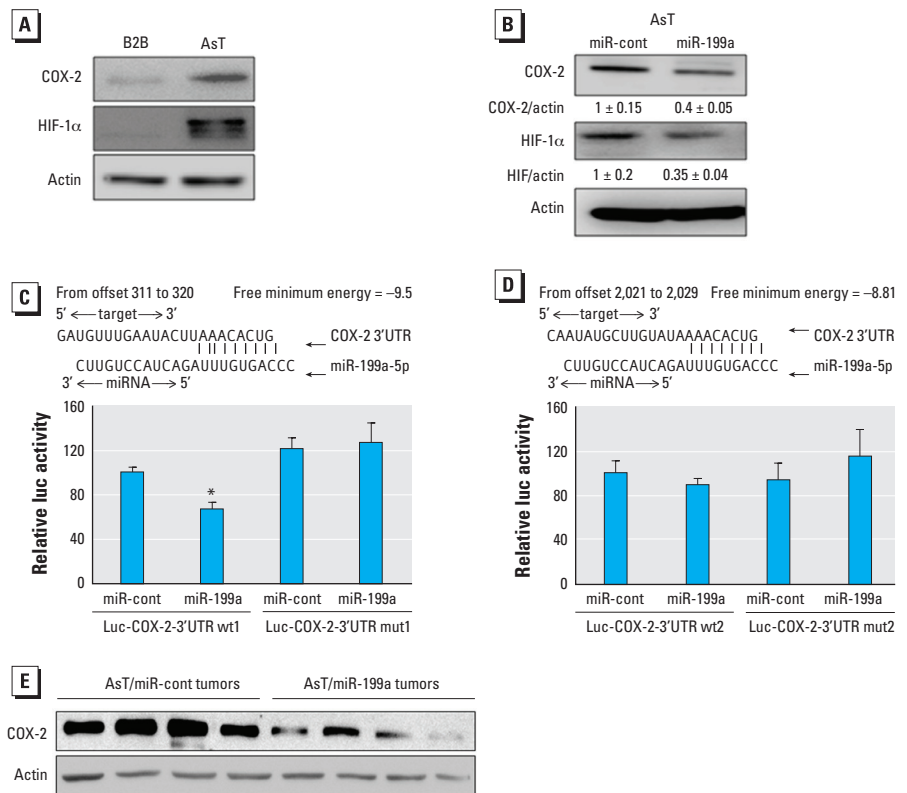 A
B2B AsT
COX-2
HIF-1α
Actin
B
AsT
miR-cont miR-199a
COX-2
COX-2/actin 1 ± 0.15 0.4 ± 0.05
HIF-1α
HIF/actin 1 ± 0.2 0.35 ± 0.04
Actin
C
From offset 311 to 320 Free minimum energy = –9.5
5′ ← target → 3′
GAUGUUUGAAUACUUAAACACUG ← COX-2 3′UTR
CUUGUCCAUCAGAUUUGUGACCC ← miR-199a-5p
3′ ← miRNA → 5′
Relative luc activity
160
120
80
40
0
*
miR-cont miR-199a miR-cont miR-199a
Luc-COX-2-3′UTR wt1 Luc-COX-2-3′UTR mut1
D
From offset 2,021 to 2,029 Free minimum energy = –8.81
5′ ← target → 3′
CAAUAUGCUUGUAUAAAACACUG ← COX-2 3′UTR
CUUGUCCAUCAGAUUUGUGACCC ← miR-199a-5p
3′ ← miRNA → 5′
Relative luc activity
160
120
80
40
0
miR-cont miR-199a miR-cont miR-199a
Luc-COX-2-3′UTR wt2 Luc-COX-2-3′UTR mut2
E
AsT/miR-cont tumors AsT/miR-199a tumors
COX-2
Actin